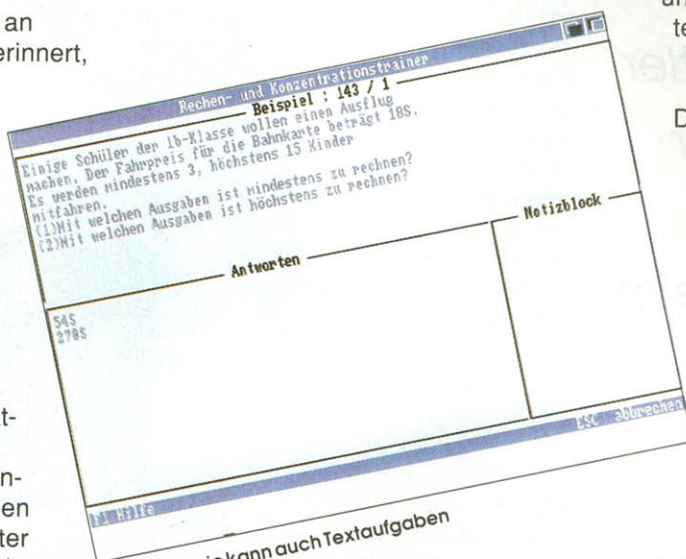 an
erinnert,
Rechen- und Konzentrationstrainer
Beispiel : 143 / 1
Einige Schüler der 1b-Klasse wollen einen Ausflug
machen. Der Fahrpreis für die Bahnkarte beträgt 18S.
Es werden mindestens 3, höchstens 15 Kinder
mitfahren.
(1)Mit welchen Ausgaben ist mindestens zu rechnen?
(2)Mit welchen Ausgaben ist höchstens zu rechnen?
Antworten
Notizblock
54S
270S
ESC abbrechen
F1 Hilfe
kann auch Textaufgaben
t-
n-
en
ter
D